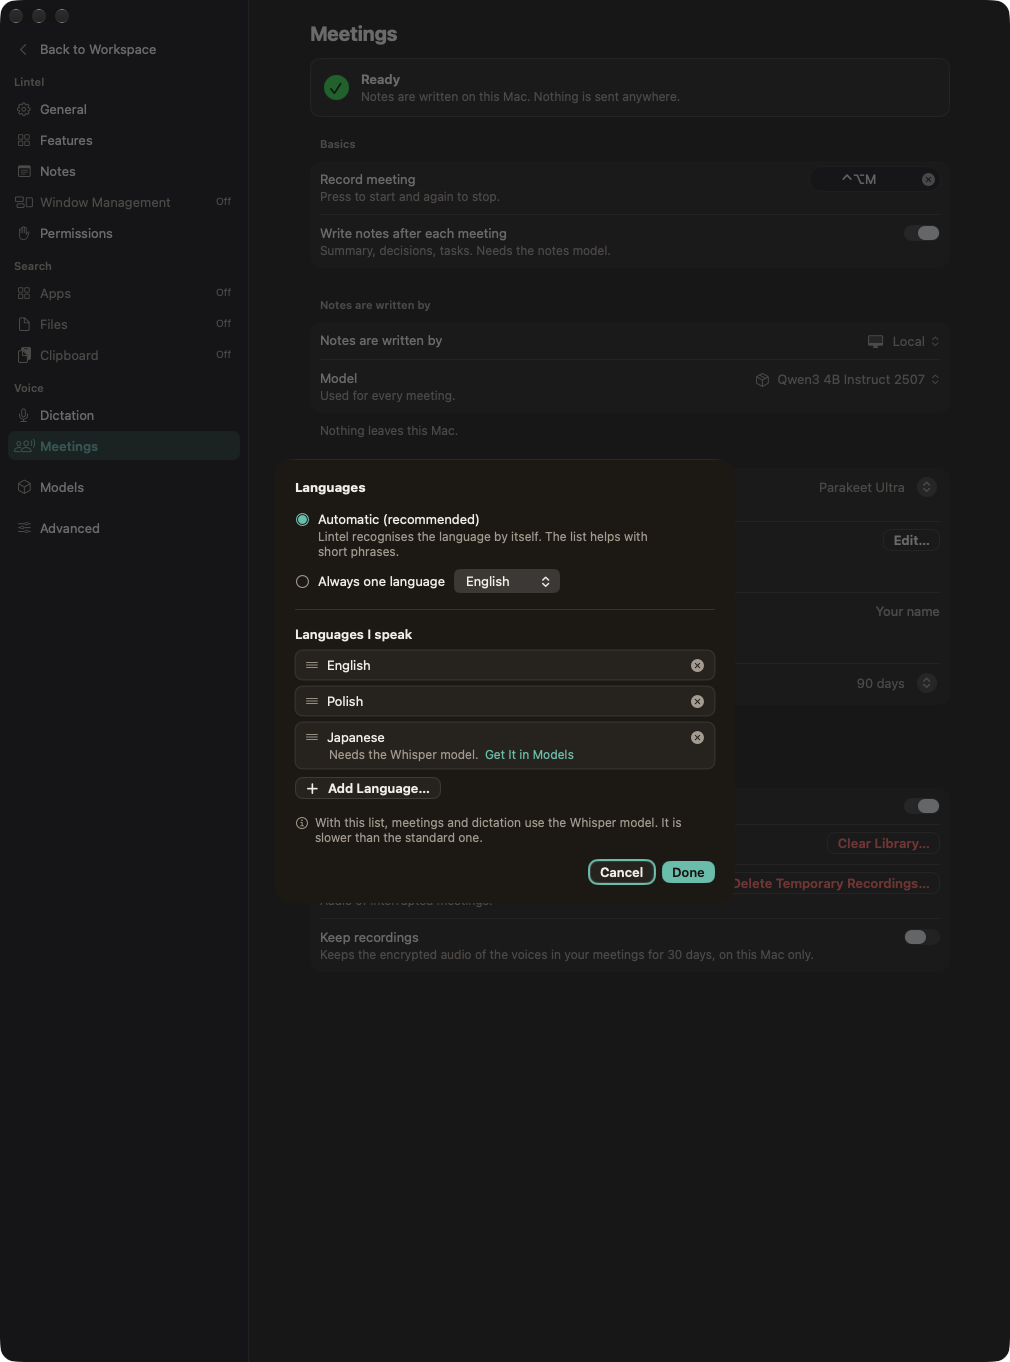 Back to Workspace
Lintel
General
Features
Notes
Window Management Off
Permissions
Search
Apps Off
Files Off
Clipboard Off
Voice
Dictation
Meetings
Models
Advanced
Meetings
Ready
Notes are written on this Mac. Nothing is sent anywhere.
Basics
Record meeting ^⌥M
Press to start and again to stop.
Write notes after each meeting
Summary, decisions, tasks. Needs the notes model.
Notes are written by
Notes are written by Local
Model Qwen3 4B Instruct 2507
Used for every meeting.
Nothing leaves this Mac.
Parakeet Ultra
Edit...
Your name
90 days
Languages
Automatic (recommended)
Lintel recognises the language by itself. The list helps with
short phrases.
Always one language English
Languages I speak
English
Polish
Japanese
Needs the Whisper model. Get It in Models
Add Language...
With this list, meetings and dictation use the Whisper model. It is
slower than the standard one.
Cancel Done
Clear Library...
Delete Temporary Recordings...
Audio of interrupted meetings.
Keep recordings
Keeps the encrypted audio of the voices in your meetings for 30 days, on this Mac only.